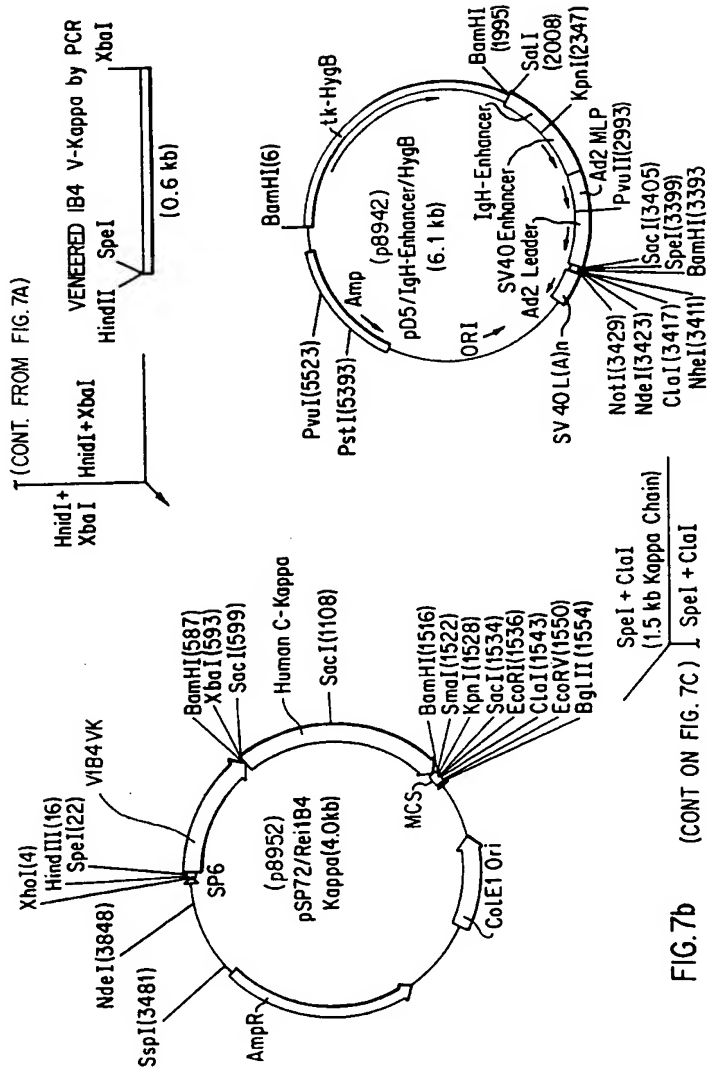 (CONT. FROM FIG.7A)
HnidI+
XbaI
HnidI+XbaI
VENEERED IB4 V-Kappa by PCR
HindII
SpeI
XbaI
(0.6 kb)
XhoI(4)
HindIII(16)
SpeI(22)
VIB4VK
BamHI(587)
XbaI(593)
SacI(599)
Human C-Kappa
SacI(1108)
BamHI(1516)
SmaI(1522)
KpnI(1528)
SacI(1534)
EcoRI(1536)
ClaI(1543)
EcoRV(1550)
BglII(1554)
MCS
ColE1 Ori
AmpR
SspI(3481)
NdeI(3848)
SP6
(p8952)
pSP72/Rei1B4
Kappa(4.0kb)
BamHI(6)
tk-HygB
BamHI
(1995)
SalI
(2008)
KpnI(2347)
Ad2 MLP
PvuII(2993)
SacI(3405)
SpeI(3399)
BamHI(3393
NotI(3429)
NdeI(3423)
ClaI(3417)
NheI(3411)
SV40L(A)n
ORI
PstI(5393)
PvuI(5523)
Amp
(p8942)
pD5/IgH-Enhancer/HygB
(6.1 kb)
IgH-Enhancer
SV40 Enhancer
Ad2 Leader
SpeI + ClaI
(1.5 kb Kappa Chain)
SpeI + ClaI
(CONT ON FIG. 7C)
FIG.7b